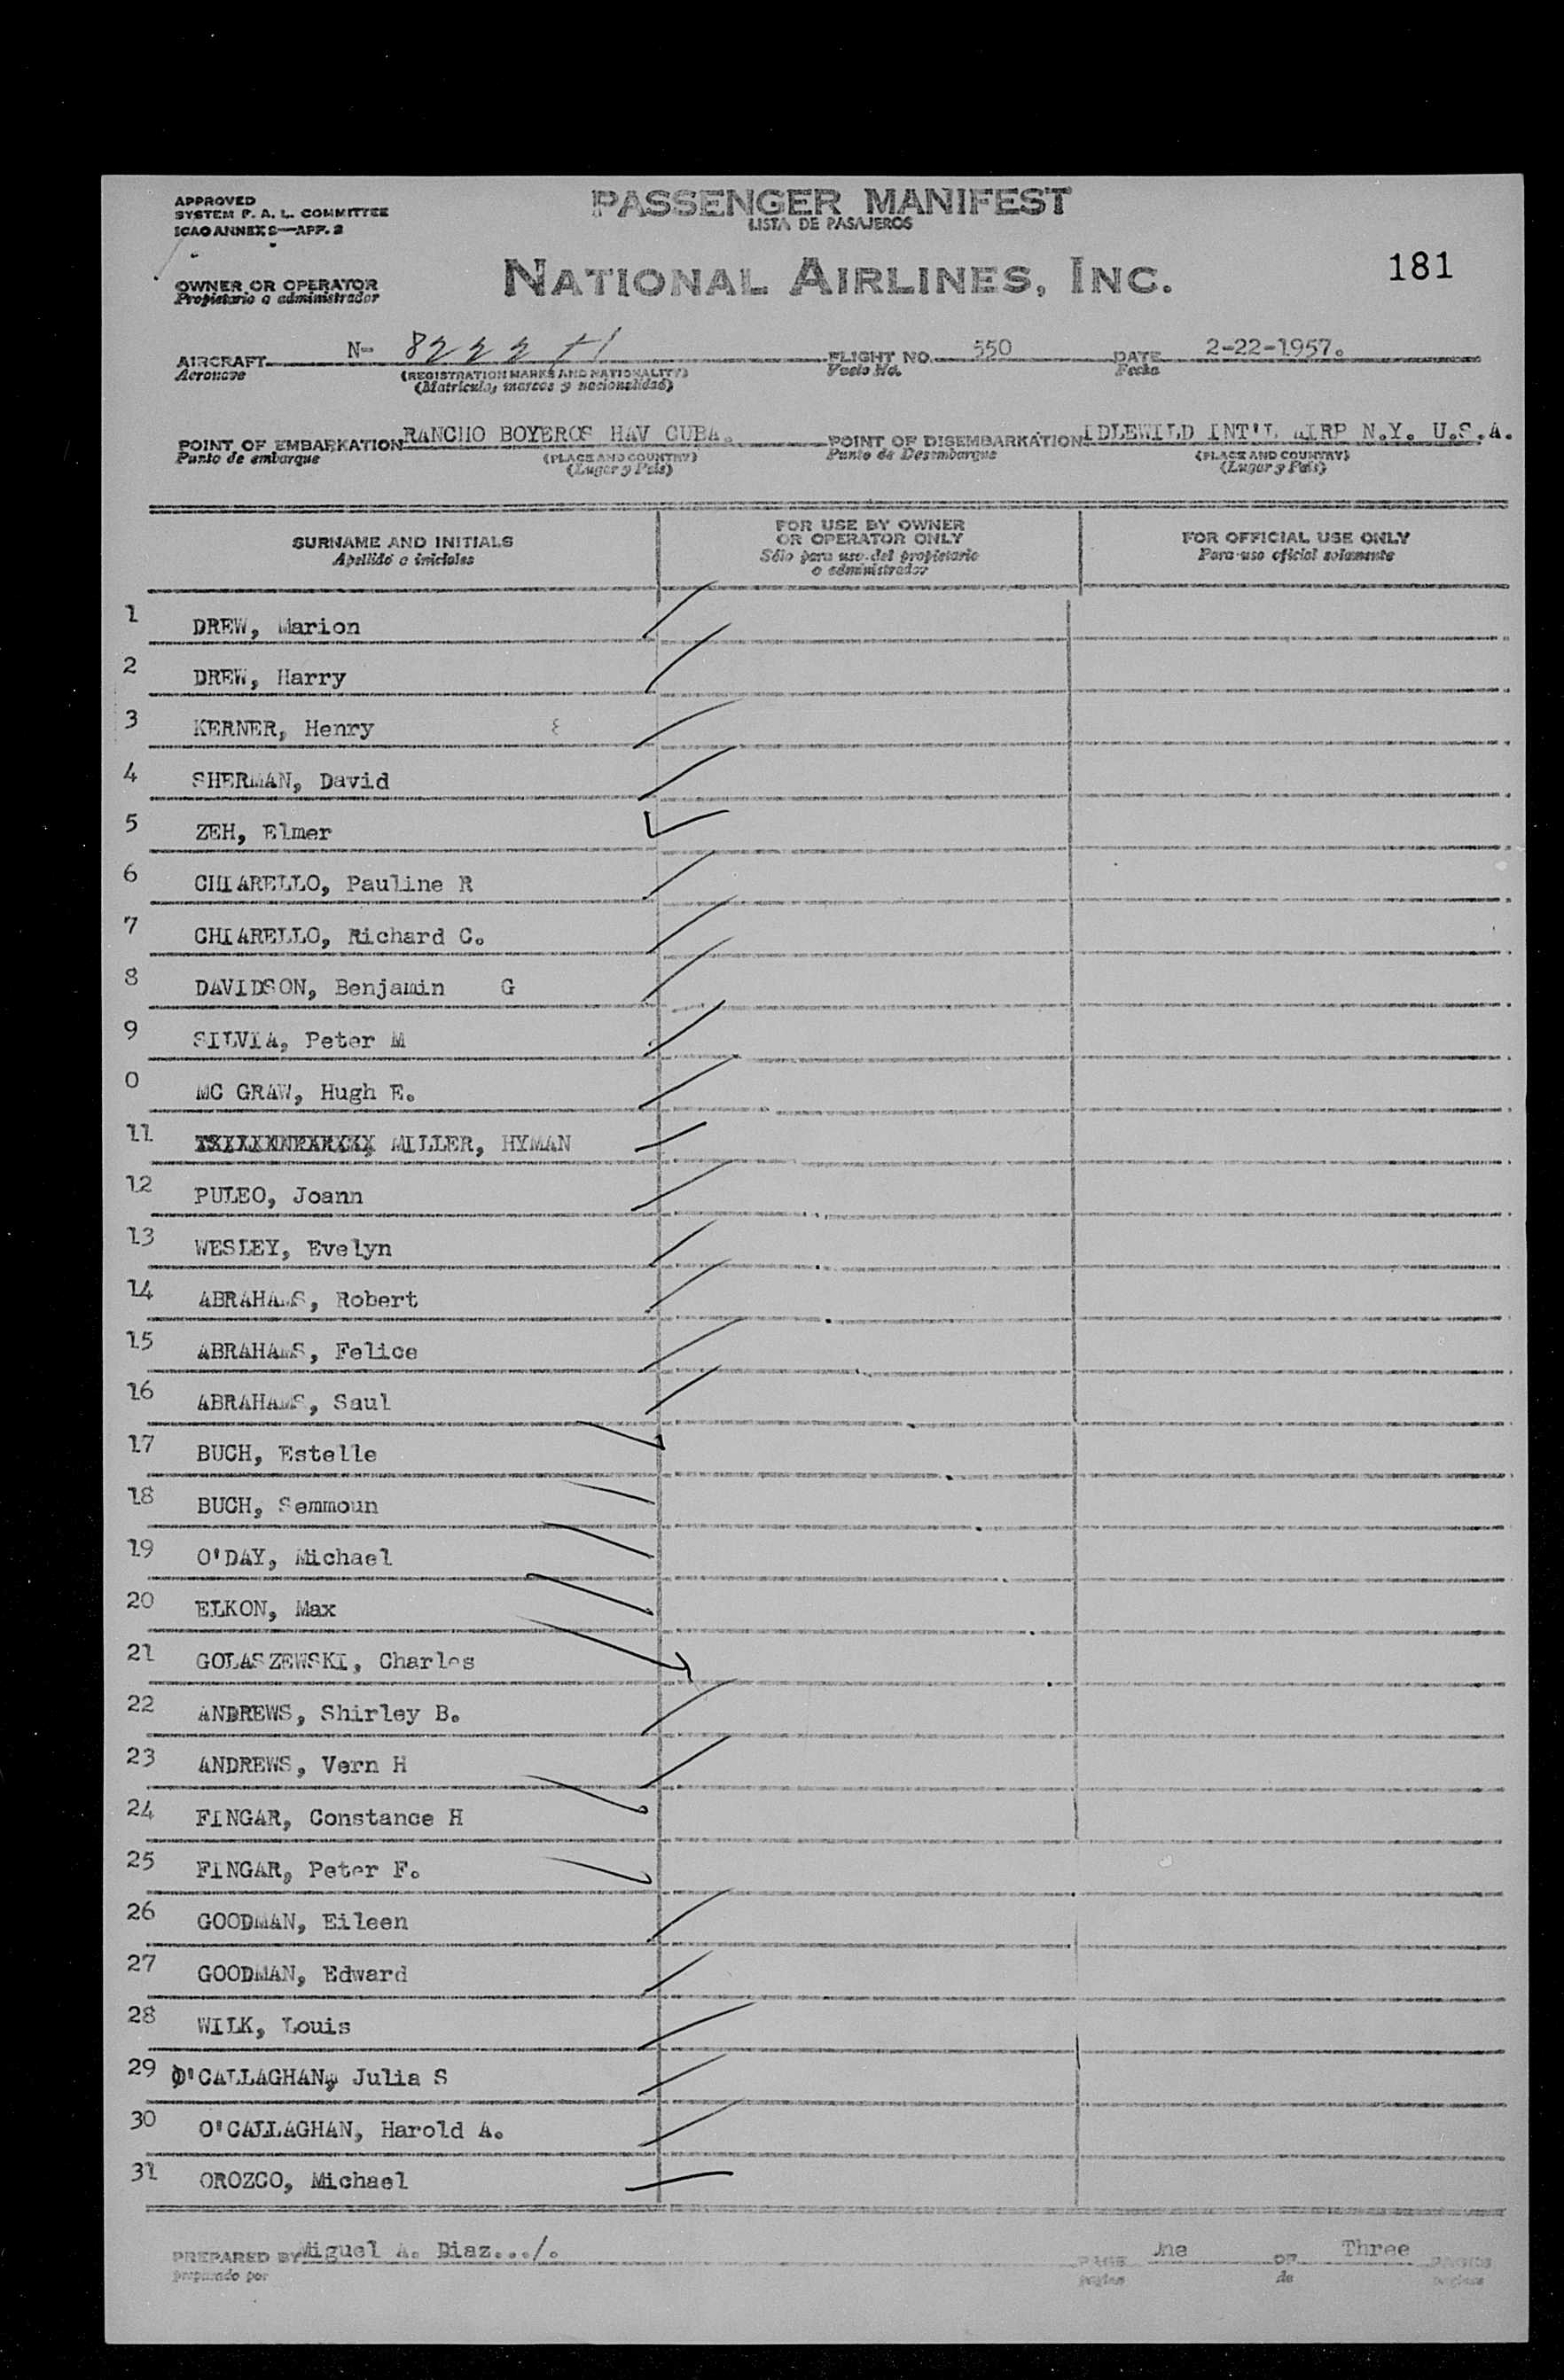 APPROVED
SYSTEM F. A. L. COMMITTEE
ICAO ANNEX 9—APP. 2
PASSENGER MANIFEST
LISTA DE PASAJEROS
181
OWNER OR OPERATOR
Propietario o administrador
NATIONAL AIRLINES, INC.
AIRCRAFT N- 8222 H FLIGHT NO. 550 DATE 2-22-1957.
Aeronave (REGISTRATION MARKS AND NATIONALITY) Vuelo No. Fecha
(Matricula, marcas y nacionalidad)
POINT OF EMBARKATION RANCHO BOYEROS HAV CUBA. POINT OF DISEMBARKATION IDLEWILD INT'L AIRP N.Y. U.S.A.
Punto de embarque (PLACE AND COUNTRY) Punto de Desembarque (PLACE AND COUNTRY)
(Lugar y País) (Lugar y País)
SURNAME AND INITIALS
Apellido o iniciales
FOR USE BY OWNER
OR OPERATOR ONLY
Sólo para uso del propietario
o administrador
FOR OFFICIAL USE ONLY
Para uso oficial solamente
1 DREW, Marion
2 DREW, Harry
3 KERNER, Henry
4 SHERMAN, David
5 ZEH, Elmer
6 CHIARELLO, Pauline R
7 CHIARELLO, Richard C.
8 DAVIDSON, Benjamin G
9 SILVIA, Peter M
0 MC GRAW, Hugh E.
11 MILLER, HYMAN
12 PULEO, Joann
13 WESLEY, Evelyn
14 ABRAHAMS, Robert
15 ABRAHAMS, Felice
16 ABRAHAMS, Saul
17 BUCH, Estelle
18 BUCH, Semmoun
19 O'DAY, Michael
20 ELKON, Max
21 GOLASZEWSKI, Charles
22 ANDREWS, Shirley B.
23 ANDREWS, Vern H
24 FINGAR, Constance H
25 FINGAR, Peter F.
26 GOODMAN, Eileen
27 GOODMAN, Edward
28 WILK, Louis
29 O'CALLAGHAN, Julia S
30 O'CALLAGHAN, Harold A.
31 OROZCO, Michael
PREPARED BY Miguel A. Diaz.../. PAGE One OF Three PAGES
preparado por pagina de paginas